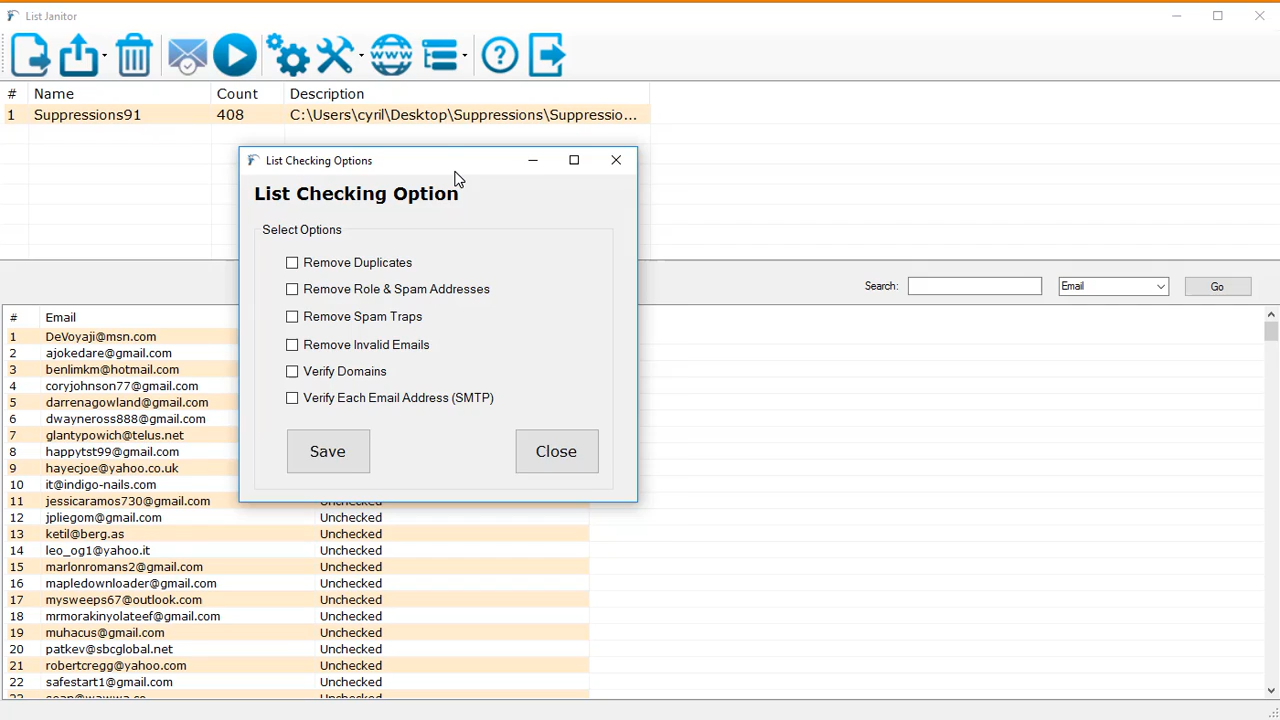 List Janitor
# Name Count Description
1 Suppressions91 408 C:\Users\cyril\Desktop\Suppressions\Suppressio...
List Checking Options
List Checking Option
Select Options
Remove Duplicates
Remove Role & Spam Addresses
Remove Spam Traps
Remove Invalid Emails
Verify Domains
Verify Each Email Address (SMTP)
Save Close
WWW
?
Search: Email Go
# Email
1 DeVoyaji@msn.com
2 ajokedare@gmail.com
3 benlimkm@hotmail.com
4 coryjohnson77@gmail.com
5 darrenagowland@gmail.com
6 dwayneross888@gmail.com
7 glantypowich@telus.net
8 happytst99@gmail.com
9 hayecjoe@yahoo.co.uk
10 it@indigo-nails.com
11 jessicaramos730@gmail.com Unchecked
12 jpliegom@gmail.com Unchecked
13 ketil@berg.as Unchecked
14 leo_og1@yahoo.it Unchecked
15 marlonromans2@gmail.com Unchecked
16 mapledownloader@gmail.com Unchecked
17 mysweeps67@outlook.com Unchecked
18 mrmorakinyolateef@gmail.com Unchecked
19 muhacus@gmail.com Unchecked
20 patkev@sbcglobal.net Unchecked
21 robertcregg@yahoo.com Unchecked
22 safestart1@gmail.com Unchecked